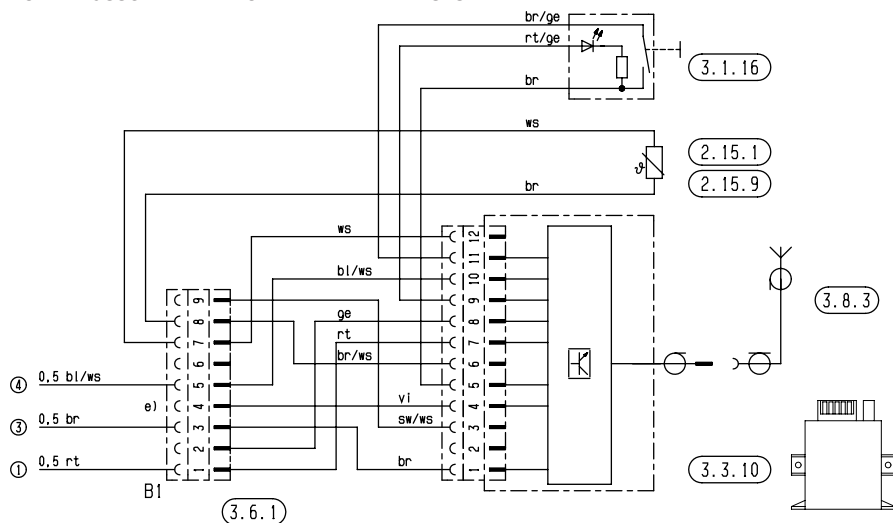 br/ge
rt/ge
3.1.16
br
ws
2.15.1
2.15.9
br
ws
12
11
bl/ws
10
9
9
3.8.3
8
ge
8
7
rt
7
6
br/ws
6
④ 0,5 bl/ws
5
5
e)
4
vi
4
③ 0,5 br
3
sw/ws
3
2
2
① 0,5 rt
1
br
1
3.3.10
B1
3.6.1